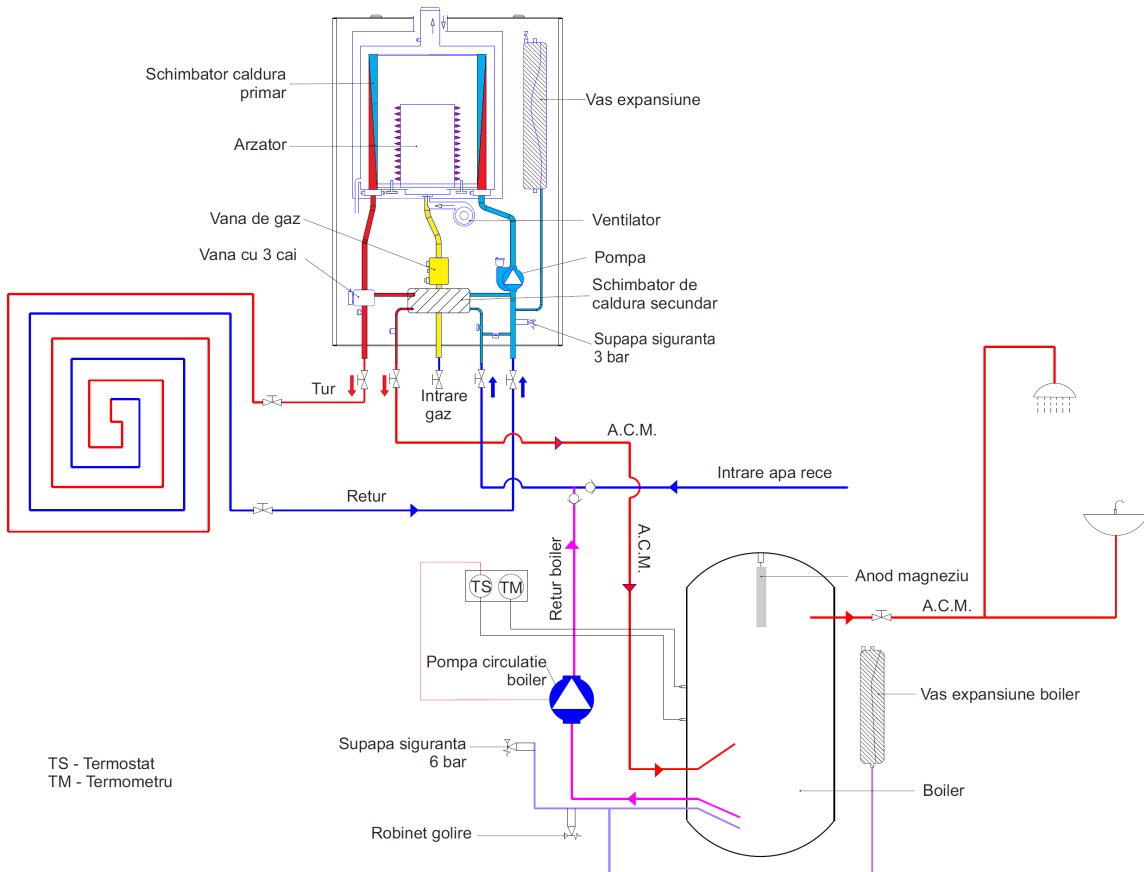 Schimbator caldura
primar
Vas expansiune
Arzator
Vana de gaz
Ventilator
Vana cu 3 cai
Pompa
Schimbator de
caldura secundar
Supapa siguranta
3 bar
Tur
Intrare
gaz
A.C.M.
Intrare apa rece
Retur
A.C.M.
Retur boiler
TS
TM
Anod magneziu
A.C.M.
Pompa circulatie
boiler
Vas expansiune boiler
Supapa siguranta
6 bar
TS - Termostat
TM - Termometru
Boiler
Robinet golire